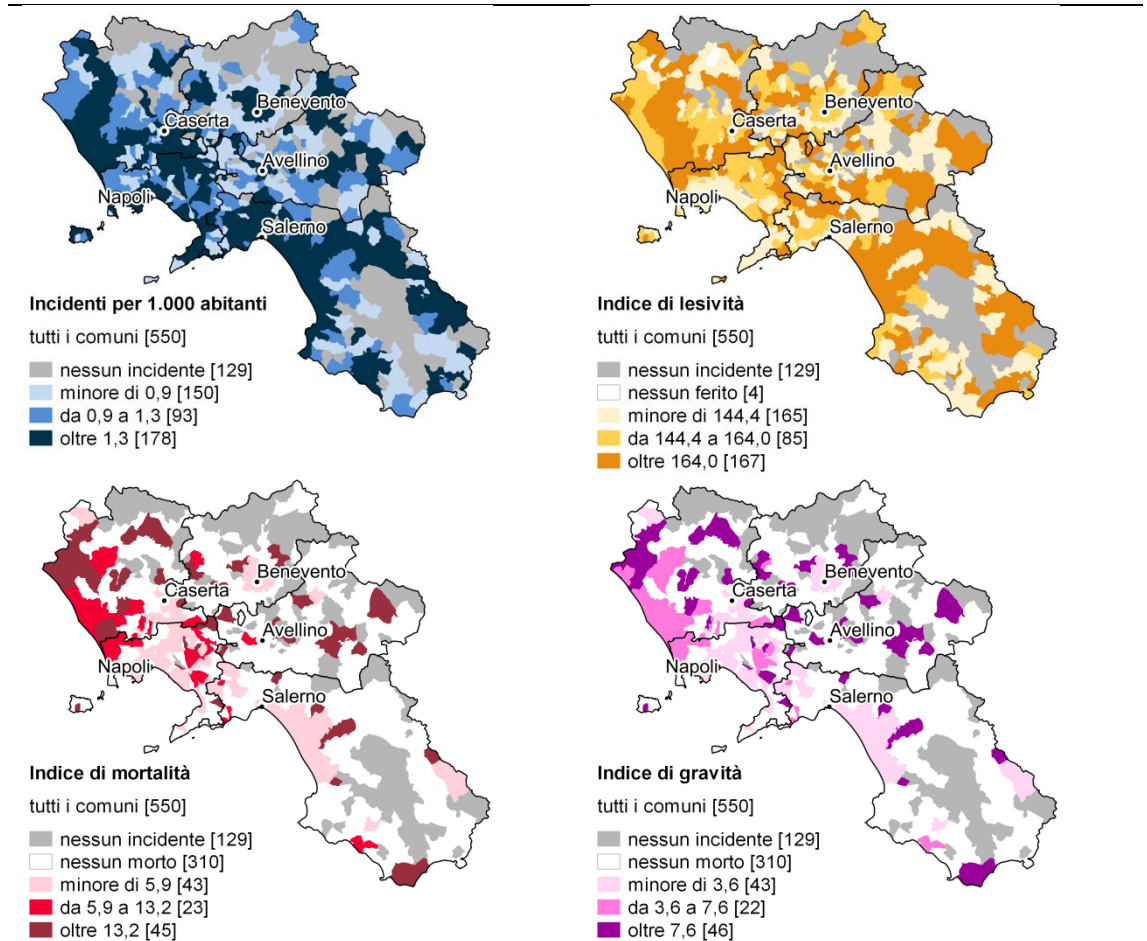 Benevento
Caserta
Avellino
Napoli
Salerno
Incidenti per 1.000 abitanti
tutti i comuni [550]
nessun incidente [129]
minore di 0,9 [150]
da 0,9 a 1,3 [93]
oltre 1,3 [178]
Benevento
Caserta
Avellino
Napoli
Salerno
Indice di lesività
tutti i comuni [550]
nessun incidente [129]
nessun ferito [4]
minore di 144,4 [165]
da 144,4 a 164,0 [85]
oltre 164,0 [167]
Benevento
Caserta
Avellino
Napoli
Salerno
Indice di mortalità
tutti i comuni [550]
nessun incidente [129]
nessun morto [310]
minore di 5,9 [43]
da 5,9 a 13,2 [23]
oltre 13,2 [45]
Benevento
Caserta
Avellino
Napoli
Salerno
Indice di gravità
tutti i comuni [550]
nessun incidente [129]
nessun morto [310]
minore di 3,6 [43]
da 3,6 a 7,6 [22]
oltre 7,6 [46]